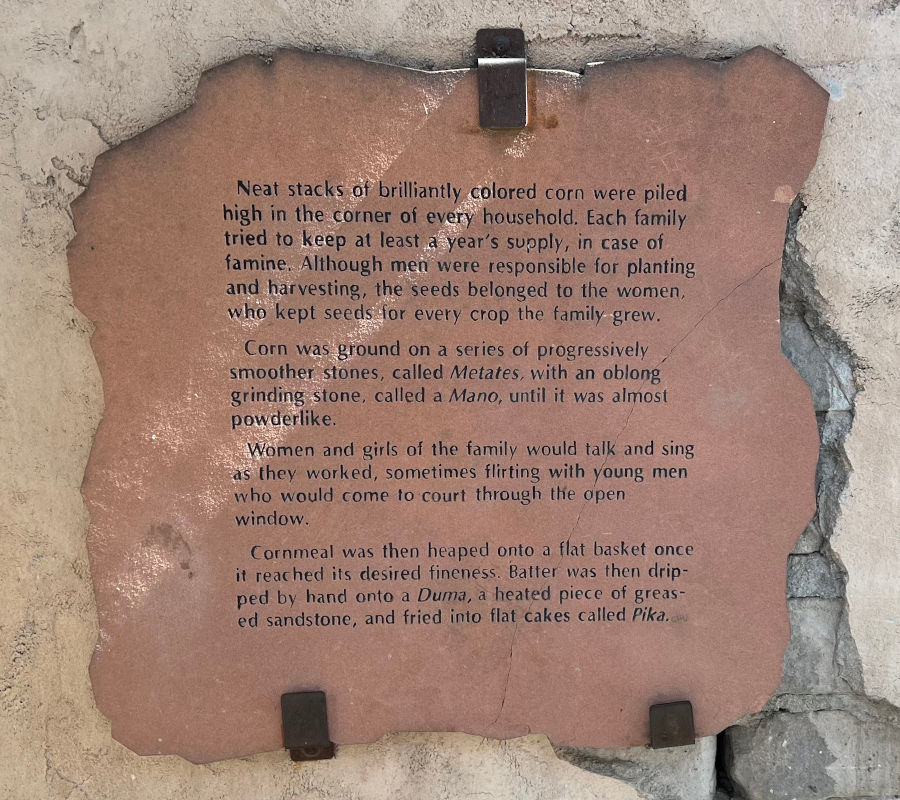 Neat stacks of brilliantly colored corn were piled
high in the corner of every household. Each family
tried to keep at least a year's supply, in case of
famine. Although men were responsible for planting
and harvesting, the seeds belonged to the women,
who kept seeds for every crop the family grew.
Corn was ground on a series of progressively
smoother stones, called Metates, with an oblong
grinding stone, called a Mano, until it was almost
powderlike.
Women and girls of the family would talk and sing
as they worked, sometimes flirting with young men
who would come to court through the open
window.
Cornmeal was then heaped onto a flat basket once
it reached its desired fineness. Batter was then drip-
ped by hand onto a Duma, a heated piece of greas-
ed sandstone, and fried into flat cakes called Pika.